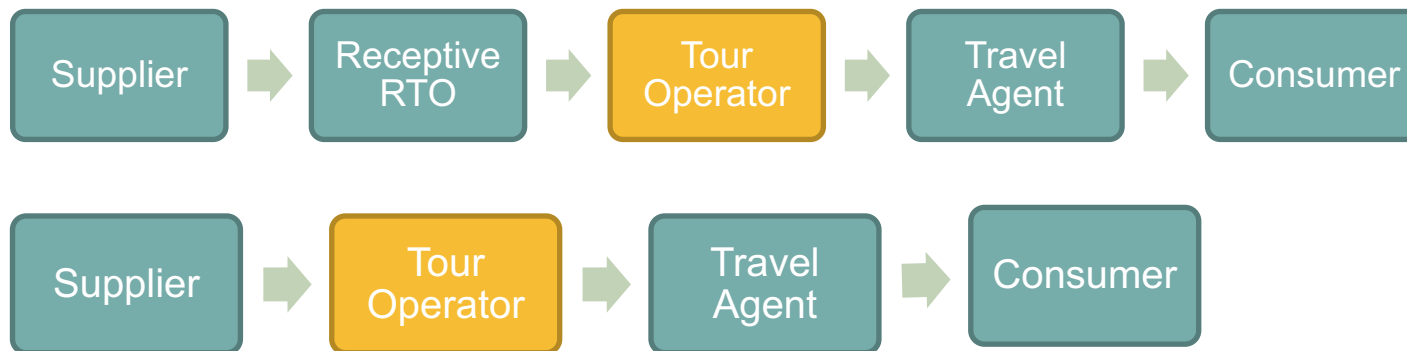 Supplier
Receptive
RTO
Tour
Operator
Travel
Agent
Consumer
Supplier
Tour
Operator
Travel
Agent
Consumer